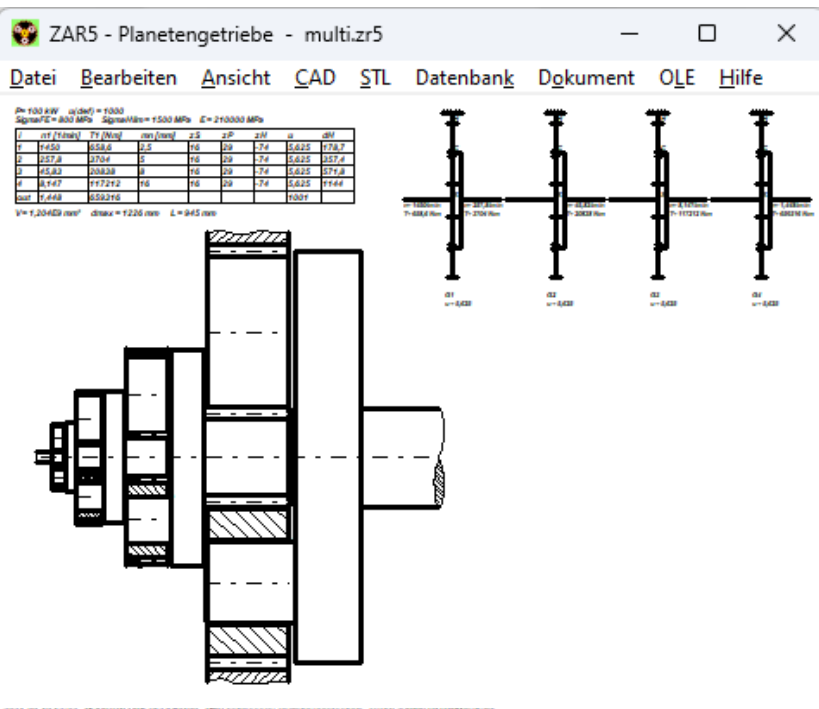 ZAR5 - Planetengetriebe - multi.zr5
Datei Bearbeiten Ansicht CAD STL Datenbank Dokument OLE Hilfe
P= 100 kW u(def) = 1000
SigmaFE = 800 MPa SigmaHlim = 1500 MPa E = 210000 MPa
i n1 [1/min] T1 [Nm] mn [mm] zS zP zH u dH
1 1450 658,6 2,5 16 29 -74 5,625 178,7
2 257,8 3704 5 16 29 -74 5,625 357,4
3 45,83 20838 8 16 29 -74 5,625 571,8
4 8,147 117212 16 16 29 -74 5,625 1144
out 1,448 659316 1001
V= 1,204E9 mm³ dmax = 1226 mm L = 945 mm
G1 G2 G3 G4